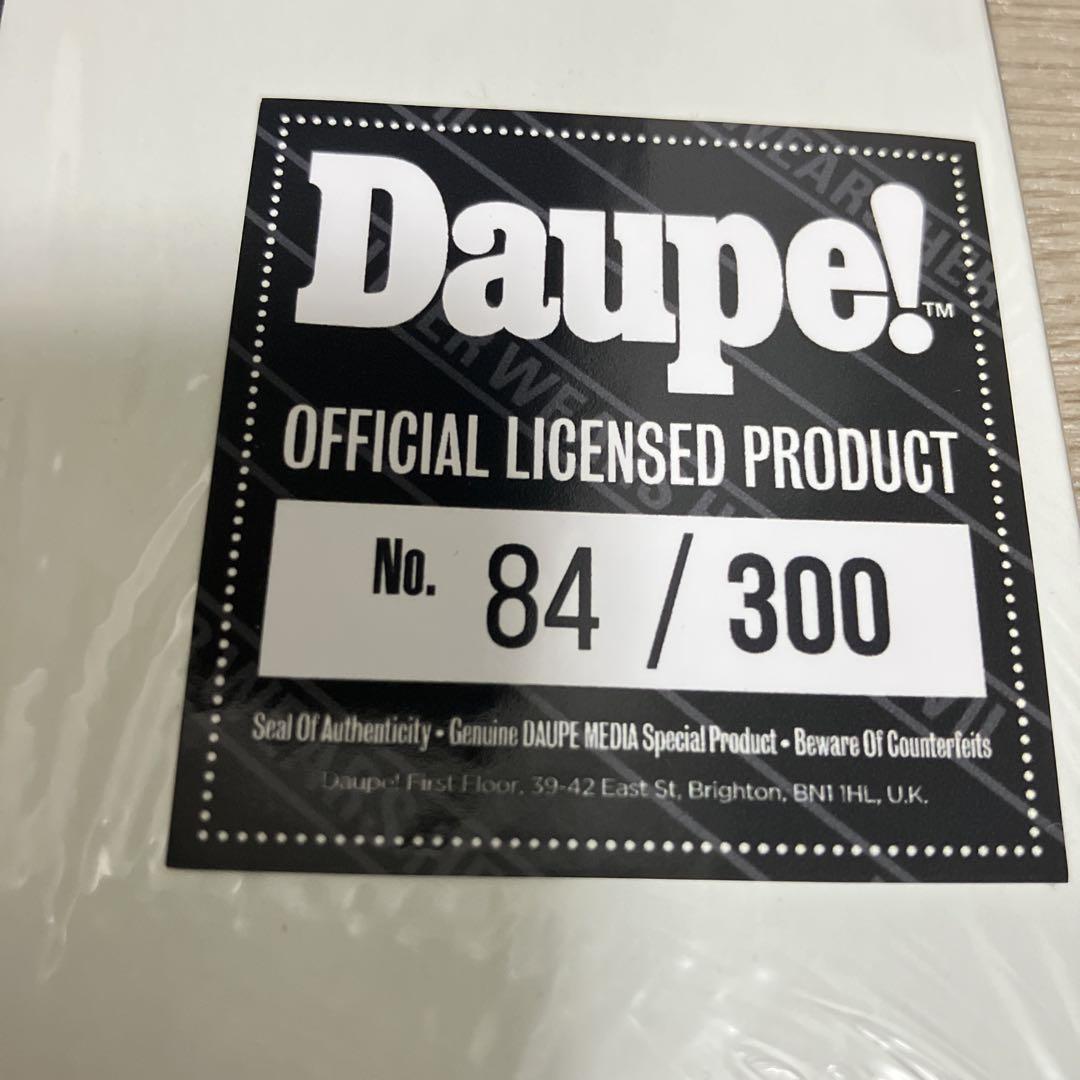 Daupe!™
OFFICIAL LICENSED PRODUCT
No. 84 / 300
Seal Of Authenticity • Genuine DAUPE MEDIA Special Product • Beware Of Counterfeits
Daupe! First Floor, 39-42 East St, Brighton, BN1 1HL, U.K.